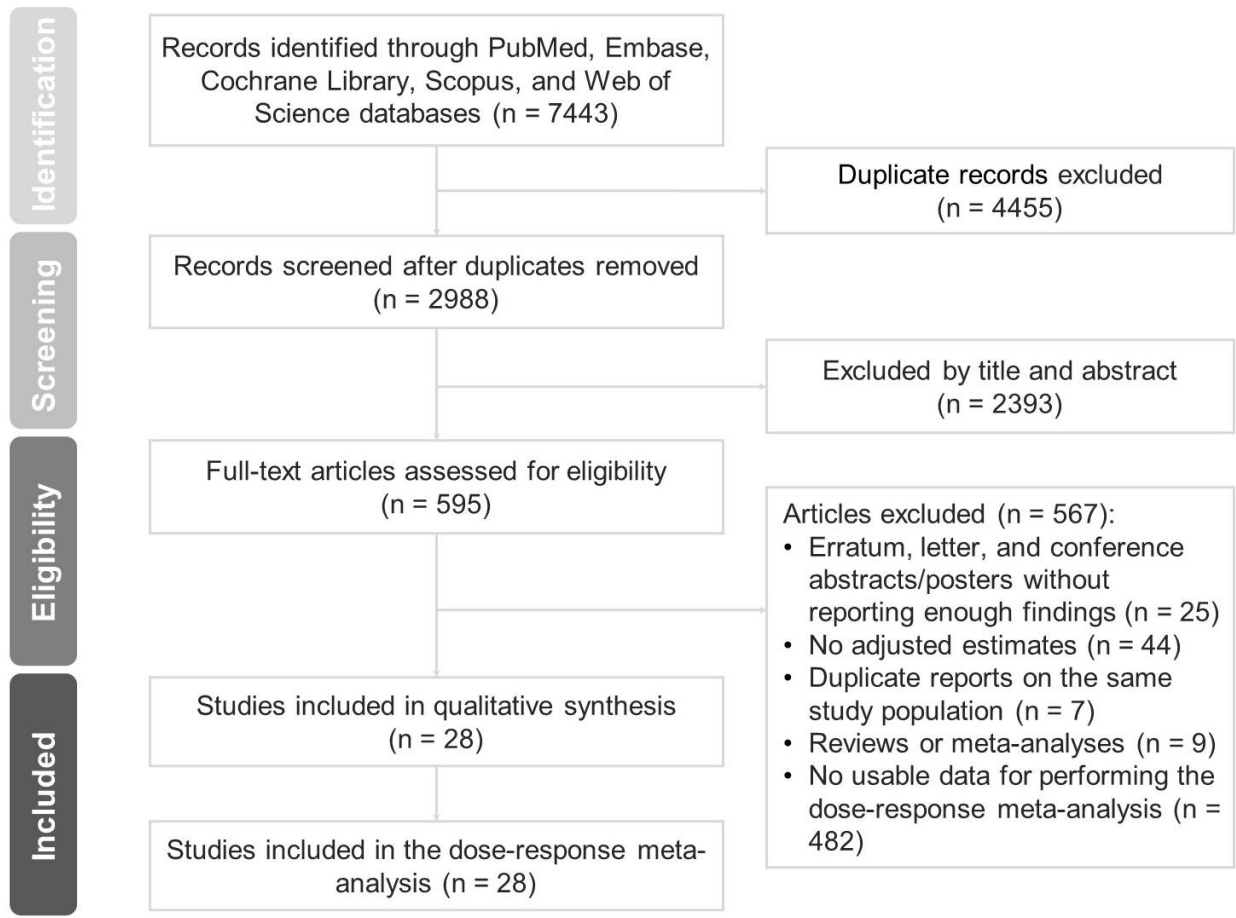 Identification
Records identified through PubMed, Embase,
Cochrane Library, Scopus, and Web of
Science databases (n = 7443)
Duplicate records excluded
(n = 4455)
Screening
Records screened after duplicates removed
(n = 2988)
Excluded by title and abstract
(n = 2393)
Eligibility
Full-text articles assessed for eligibility
(n = 595)
Articles excluded (n = 567):
• Erratum, letter, and conference
abstracts/posters without
reporting enough findings (n = 25)
• No adjusted estimates (n = 44)
• Duplicate reports on the same
study population (n = 7)
• Reviews or meta-analyses (n = 9)
• No usable data for performing the
dose-response meta-analysis (n =
482)
Included
Studies included in qualitative synthesis
(n = 28)
Studies included in the dose-response meta-
analysis (n = 28)